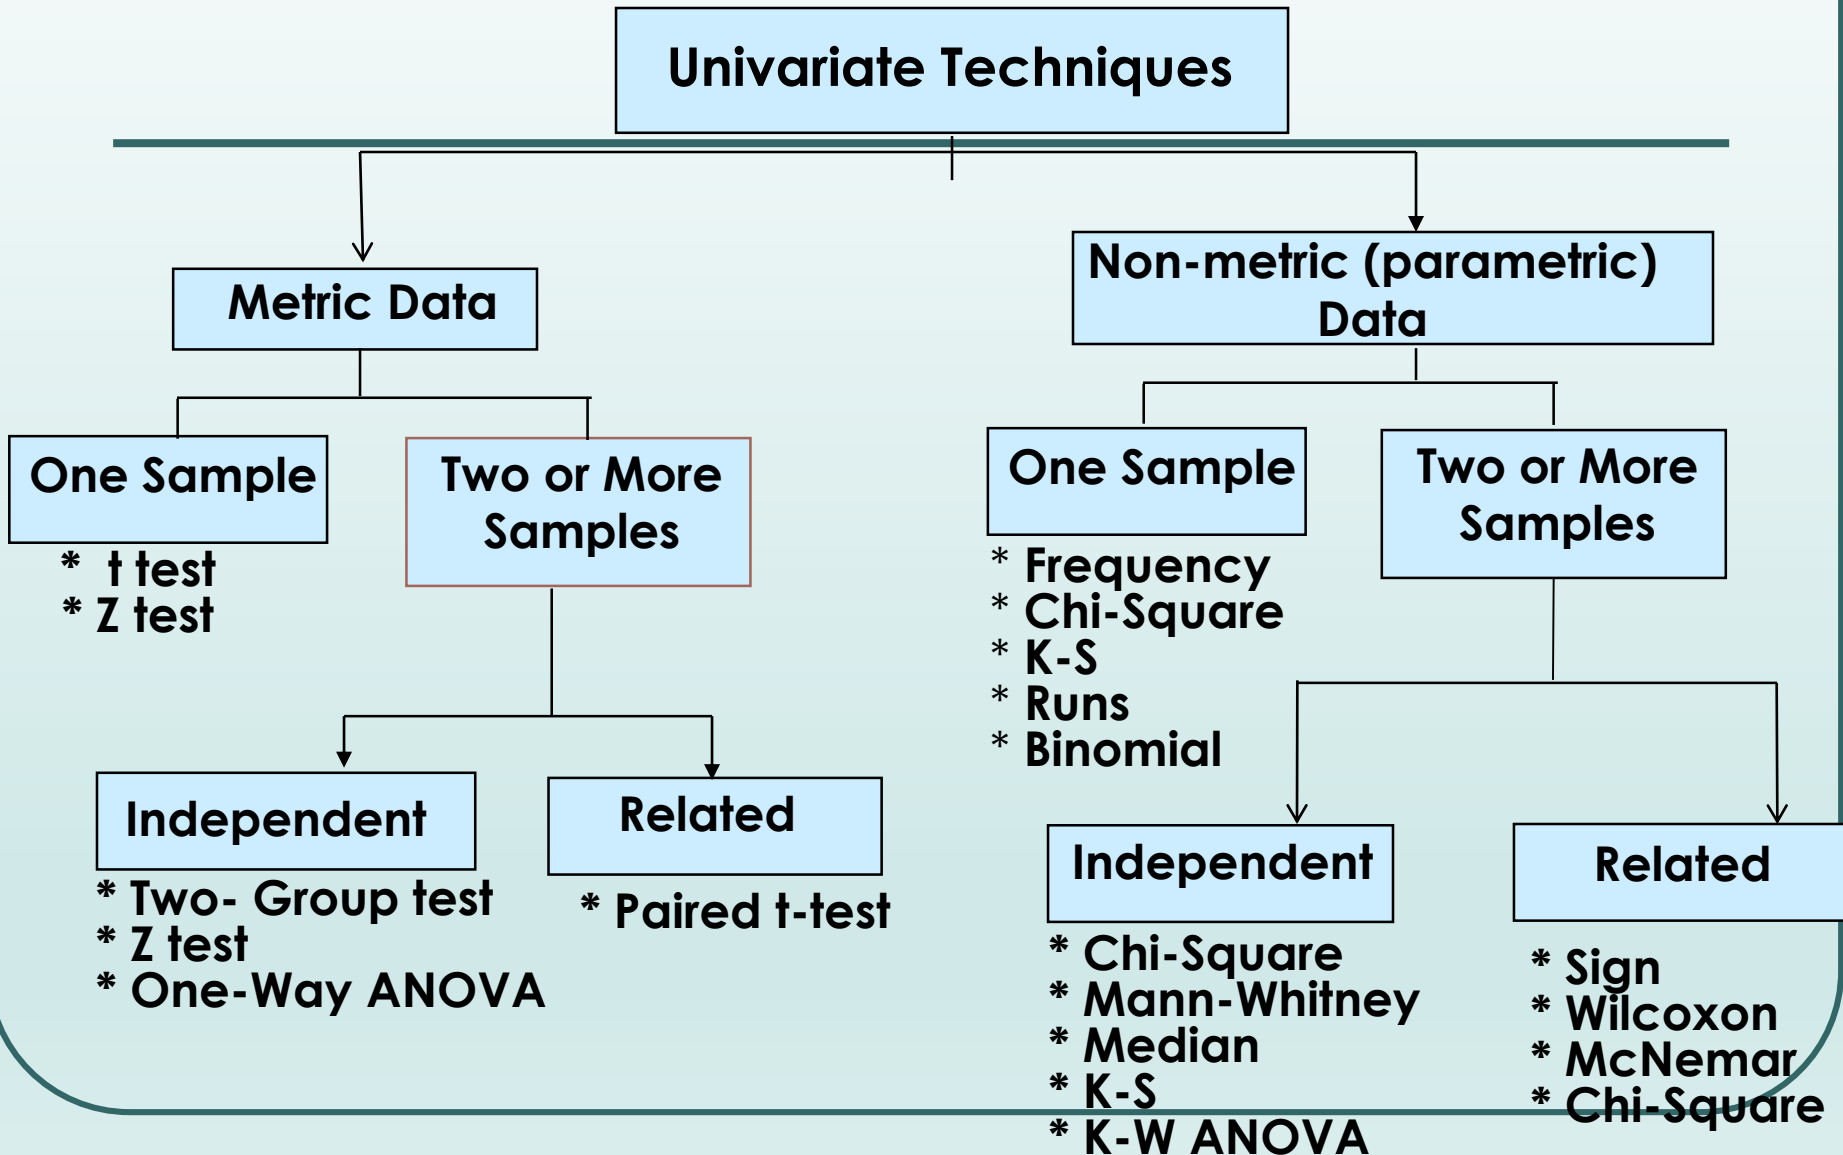 Univariate Techniques
Metric Data
Non-metric (parametric)
Data
One Sample
* t test
* Z test
Two or More
Samples
Independent
* Two- Group test
* Z test
* One-Way ANOVA
Related
* Paired t-test
One Sample
* Frequency
* Chi-Square
* K-S
* Runs
* Binomial
Two or More
Samples
Independent
* Chi-Square
* Mann-Whitney
* Median
* K-S
* K-W ANOVA
Related
* Sign
* Wilcoxon
* McNemar
* Chi-Square